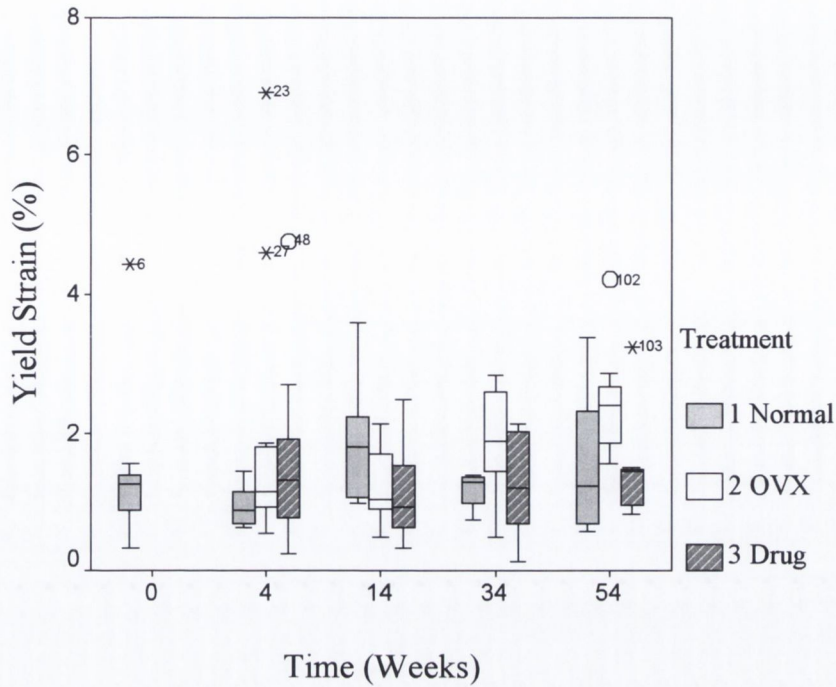 8
6
4
2
0
Yield Strain (%)
*6
*23
*27
48
102
*103
0
4
14
34
54
Time (Weeks)
Treatment
1 Normal
2 OVX
3 Drug